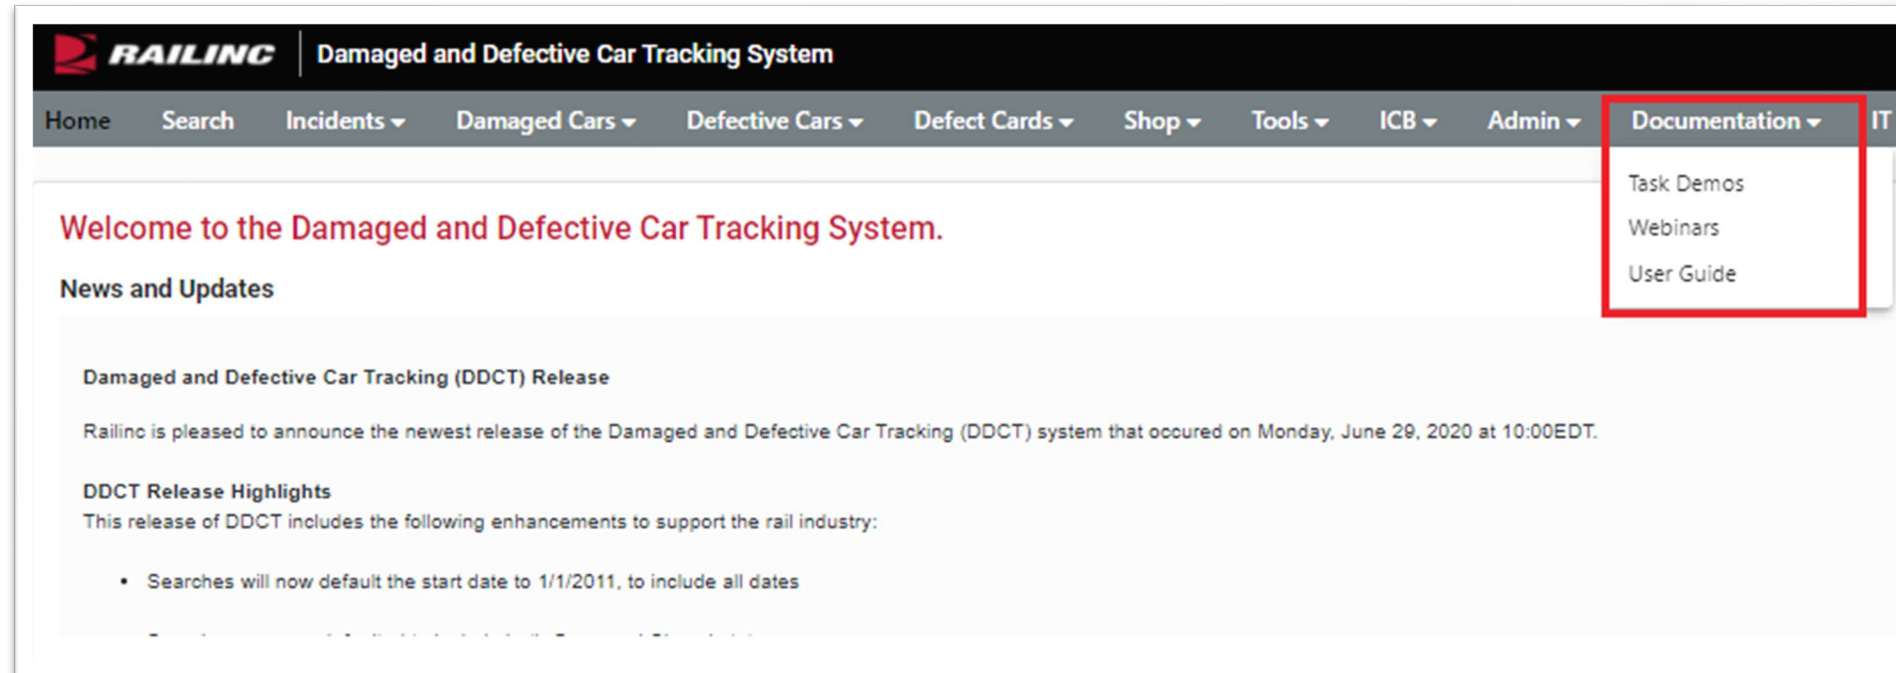 RAILINC Damaged and Defective Car Tracking System
Home Search Incidents Damaged Cars Defective Cars Defect Cards Shop Tools ICB Admin Documentation IT
Task Demos
Webinars
User Guide
Welcome to the Damaged and Defective Car Tracking System.
News and Updates
Damaged and Defective Car Tracking (DDCT) Release
Railinc is pleased to announce the newest release of the Damaged and Defective Car Tracking (DDCT) system that occured on Monday, June 29, 2020 at 10:00EDT.
DDCT Release Highlights
This release of DDCT includes the following enhancements to support the rail industry:
• Searches will now default the start date to 1/1/2011, to include all dates